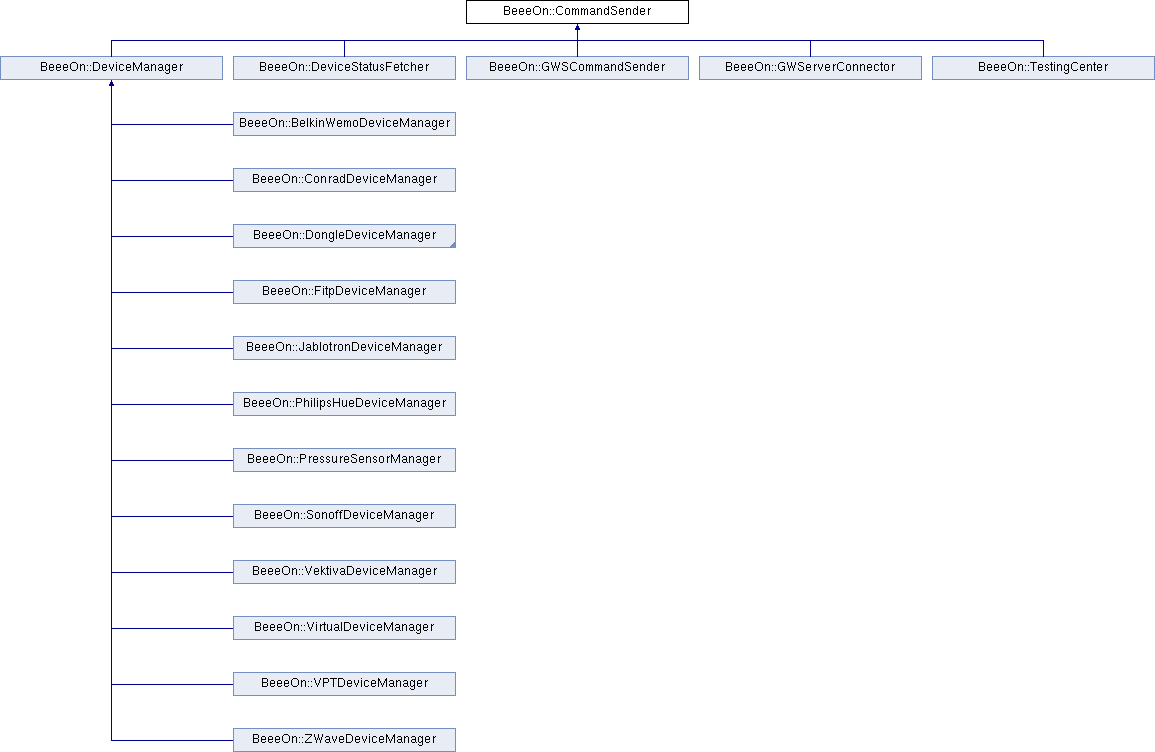 BeeeOn::CommandSender
BeeeOn::DeviceManager
BeeeOn::DeviceStatusFetcher
BeeeOn::GWSCommandSender
BeeeOn::GWServerConnector
BeeeOn::TestingCenter
BeeeOn::BelkinWemoDeviceManager
BeeeOn::ConradDeviceManager
BeeeOn::DongleDeviceManager
BeeeOn::FitpDeviceManager
BeeeOn::JablotronDeviceManager
BeeeOn::PhilipsHueDeviceManager
BeeeOn::PressureSensorManager
BeeeOn::SonoffDeviceManager
BeeeOn::VektivaDeviceManager
BeeeOn::VirtualDeviceManager
BeeeOn::VPTDeviceManager
BeeeOn::ZWaveDeviceManager